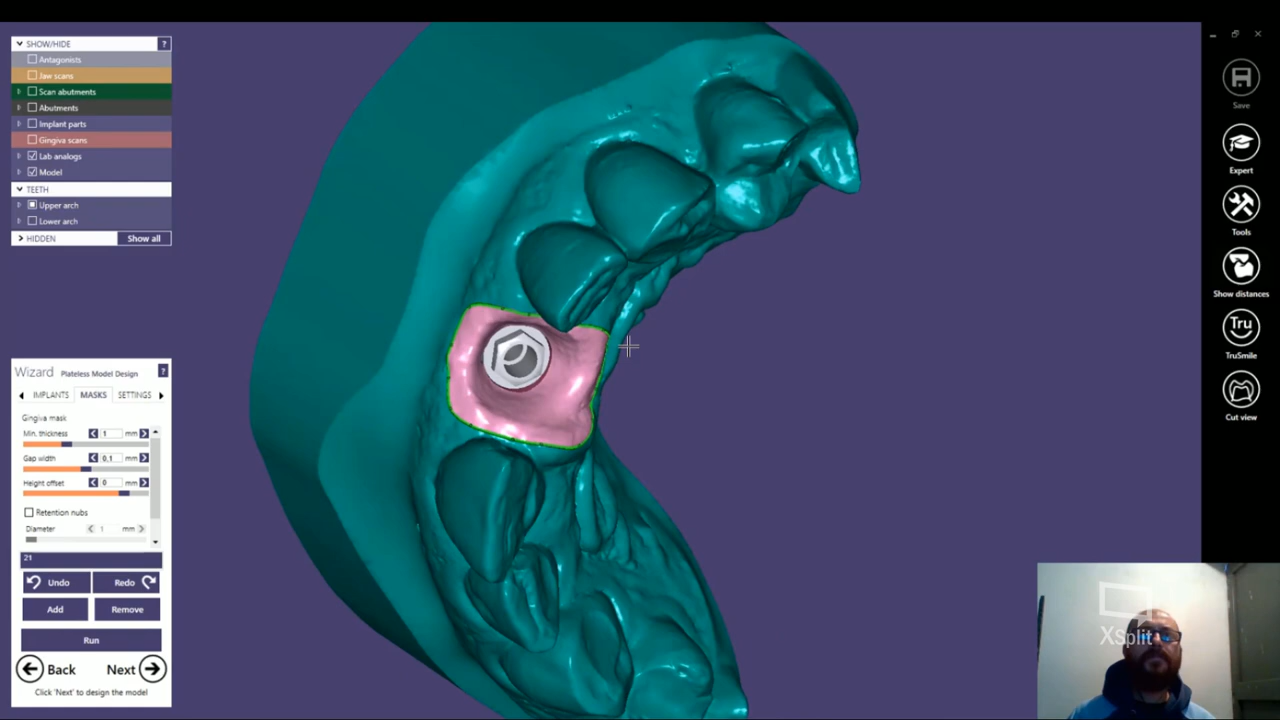 SHOW/HIDE ?
Antagonists
Jaw scans
Scan abutments
Abutments
Implant parts
Gingiva scans
Lab analogs
Model
TEETH
Upper arch
Lower arch
HIDDEN Show all
Wizard Plateless Model Design ?
IMPLANTS MASKS SETTINGS
Gingiva mask
Min. thickness 1 mm
Gap width 0,1 mm
Height offset 0 mm
Retention nubs
Diameter 1 mm
21
Undo Redo
Add Remove
Run
Back Next
Click 'Next' to design the model
Save
Expert
Tools
Show distances
Tru
TruSmile
Cut view
XSplit